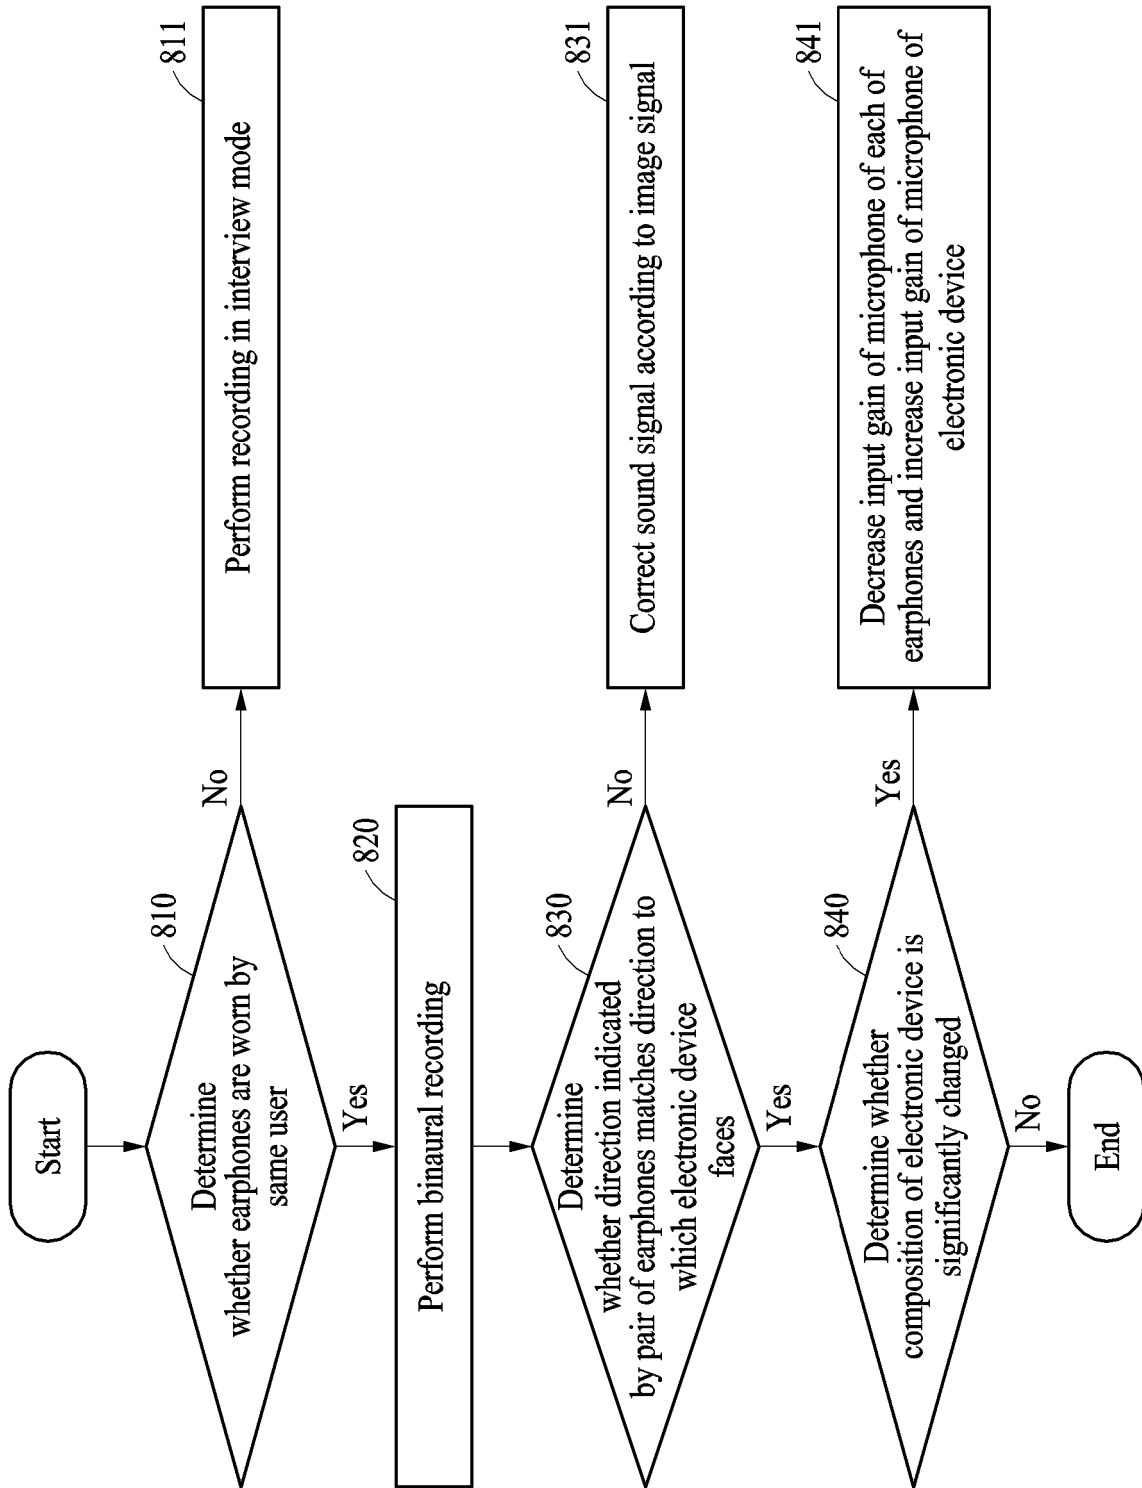 Start
810
Determine
whether earphones are worn by
same user
No
811
Perform recording in interview mode
Yes
820
Perform binaural recording
830
Determine
whether direction indicated
by pair of earphones matches direction to
which electronic device
faces
No
831
Correct sound signal according to image signal
Yes
840
Determine whether
composition of electronic device is
significantly changed
Yes
841
Decrease input gain of microphone of each of
earphones and increase input gain of microphone of
electronic device
No
End